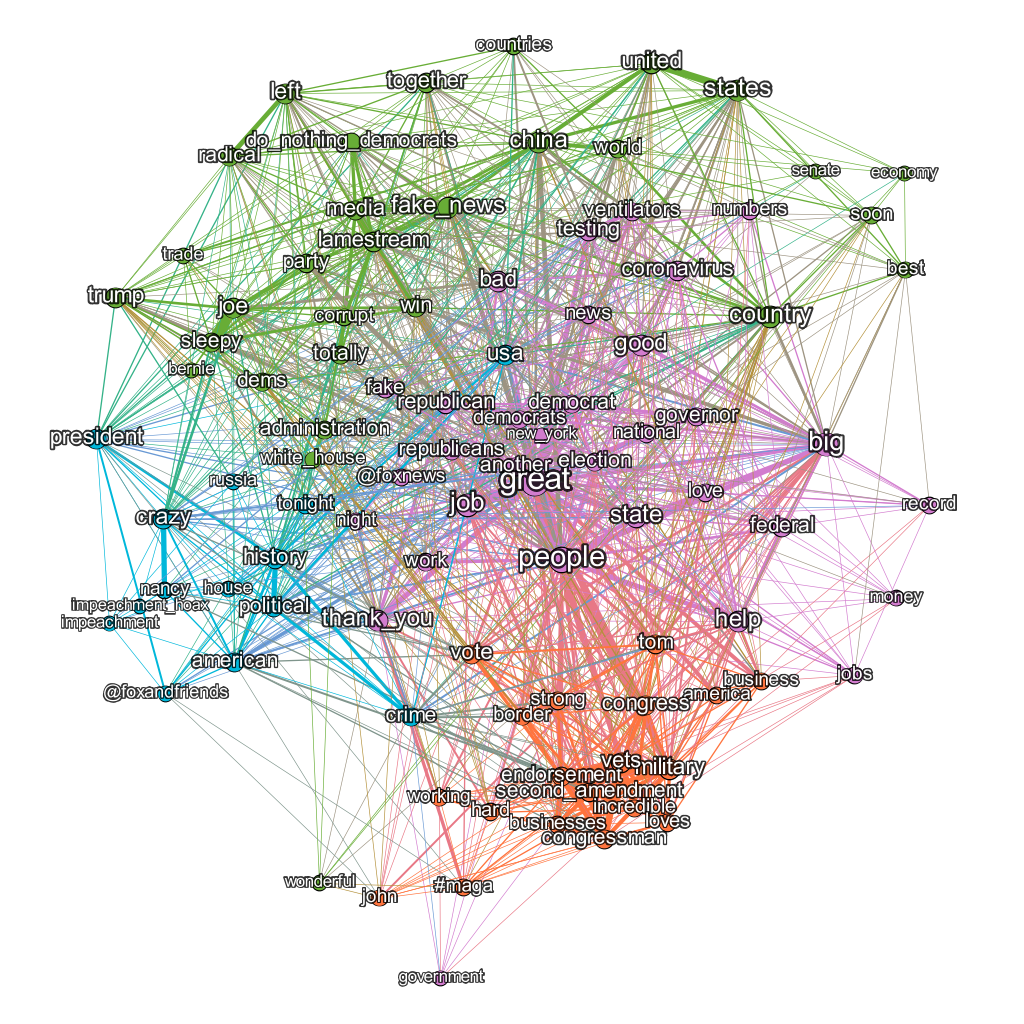 countries
united
together
states
left
do_nothing_democrats
china
world
radical
senate
economy
fake_news
media
ventilators
numbers
soon
testing
lamestream
trade
party
bad
coronavirus
best
trump
joe
win
corrupt
news
country
sleepy
totally
usa
good
bernie
dems
fake
republican
democrat
democrats
governor
administration
new_york
national
president
big
white_house
republicans
another
election
@foxnews
russia
great
love
tonight
job
record
crazy
night
state
federal
history
work
people
nancy
house
money
impeachment_hoax
political
impeachment
thank_you
help
american
vote
tom
@foxandfriends
business
jobs
strong
america
crime
border
congress
vets
endorsement
military
second_amendment
working
hard
incredible
businesses
loves
congressman
wonderful
john
#maga
government